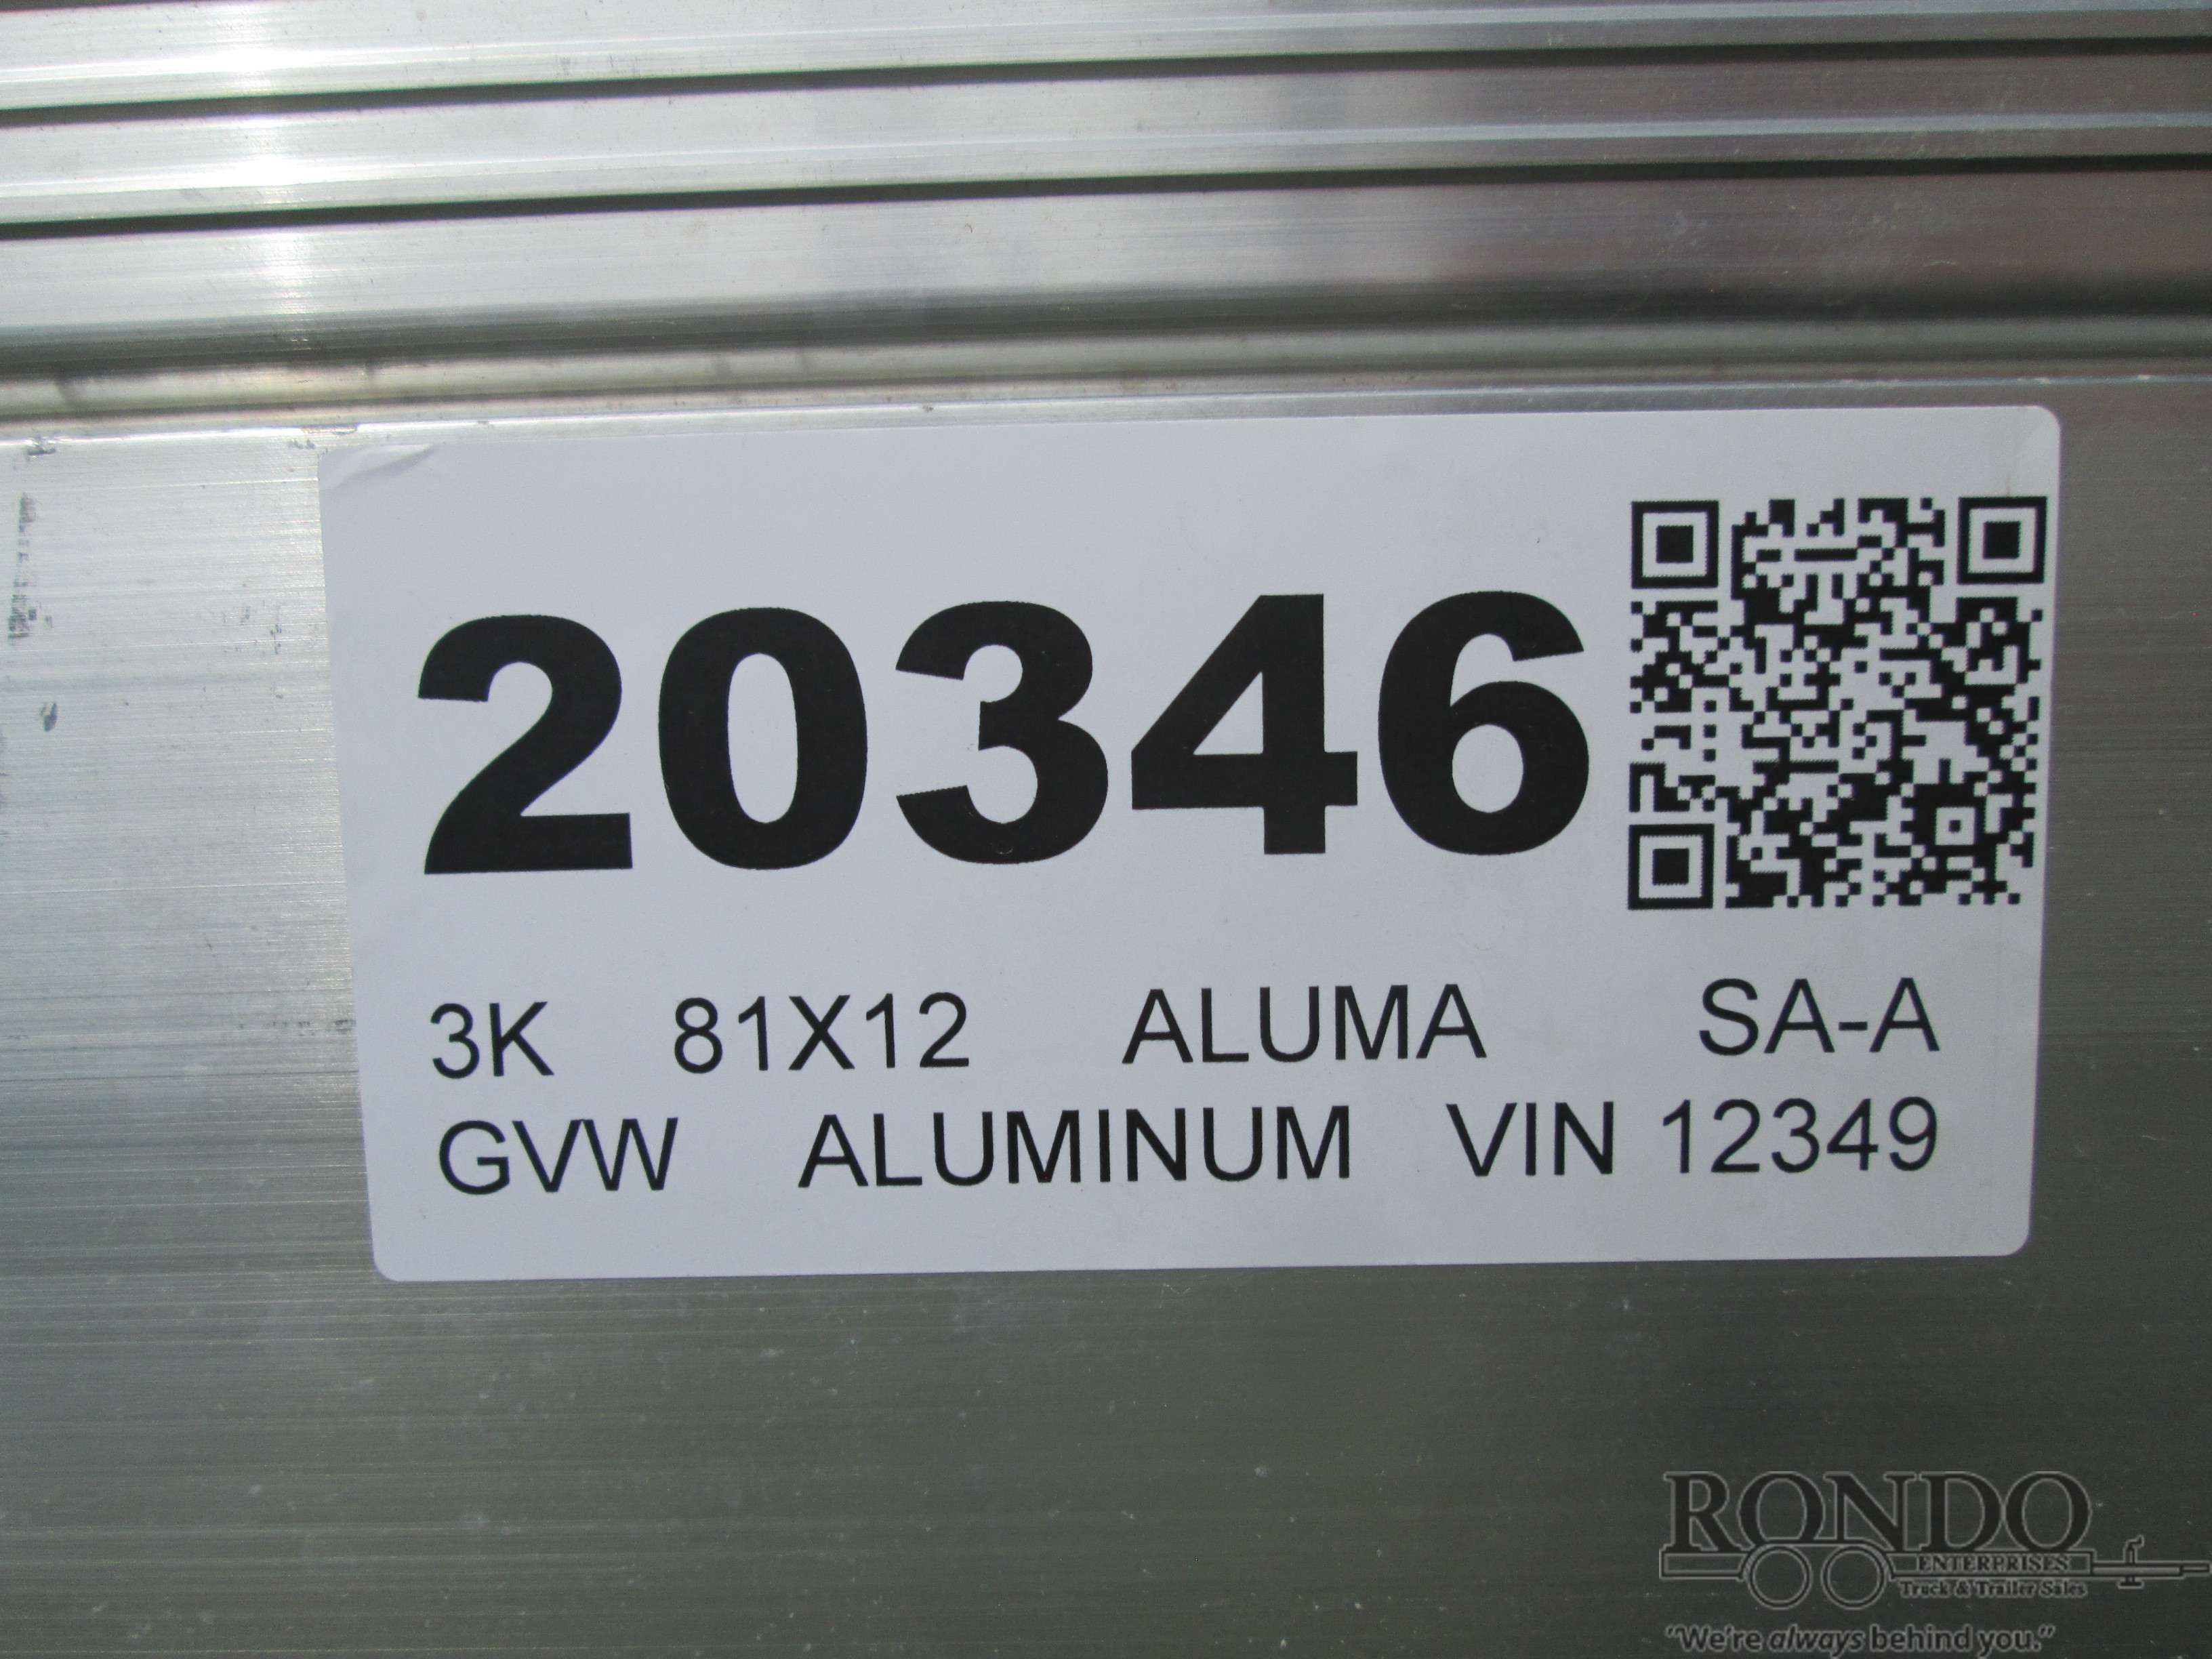 20346
3K 81X12 ALUMA SA-A
GVW ALUMINUM VIN 12349
RONDO
ENTERPRISES
Truck & Trailer Sales
"We're always behind you."